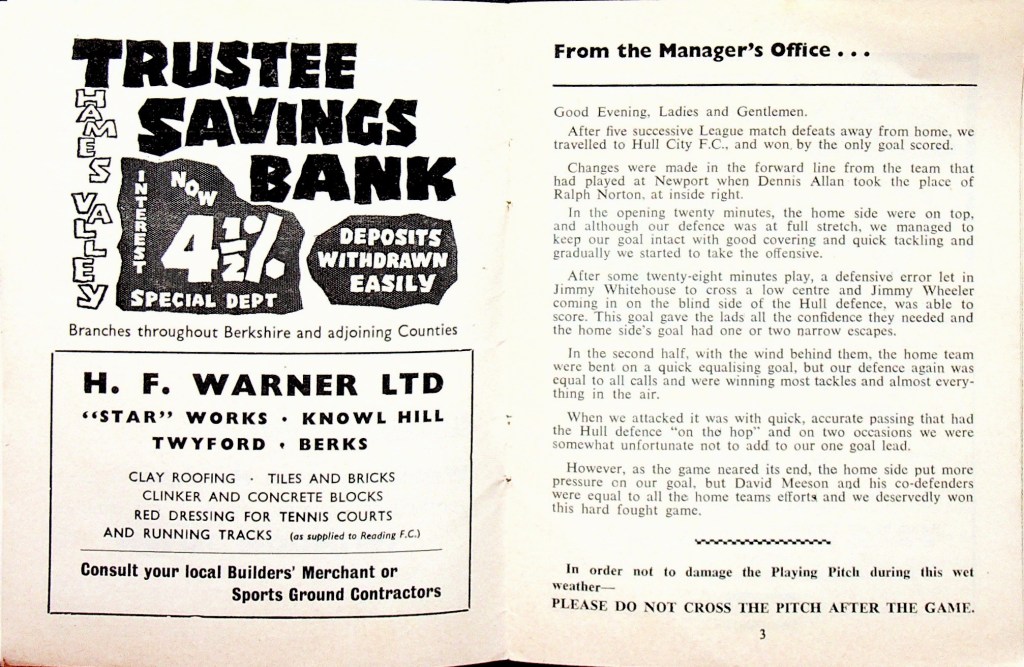 TRUSTEE
SAVINGS
BANK
THAMES VALLEY
INTEREST
NOW
4½%
SPECIAL DEPT
DEPOSITS
WITHDRAWN
EASILY
Branches throughout Berkshire and adjoining Counties
H. F. WARNER LTD
“STAR” WORKS · KNOWL HILL
TWYFORD · BERKS
CLAY ROOFING · TILES AND BRICKS
CLINKER AND CONCRETE BLOCKS
RED DRESSING FOR TENNIS COURTS
AND RUNNING TRACKS (as supplied to Reading F.C.)
Consult your local Builders’ Merchant or
Sports Ground Contractors
From the Manager’s Office . . .
Good Evening, Ladies and Gentlemen.
After five successive League match defeats away from home, we
travelled to Hull City F.C., and won by the only goal scored.
Changes were made in the forward line from the team that
had played at Newport when Dennis Allan took the place of
Ralph Norton, at inside right.
In the opening twenty minutes, the home side were on top,
and although our defence was at full stretch, we managed to
keep our goal intact with good covering and quick tackling and
gradually we started to take the offensive.
After some twenty-eight minutes play, a defensive error let in
Jimmy Whitehouse to cross a low centre and Jimmy Wheeler
coming in on the blind side of the Hull defence, was able to
score. This goal gave the lads all the confidence they needed and
the home side’s goal had one or two narrow escapes.
In the second half, with the wind behind them, the home team
were bent on a quick equalising goal, but our defence again was
equal to all calls and were winning most tackles and almost every-
thing in the air.
When we attacked it was with quick, accurate passing that had
the Hull defence “on the hop” and on two occasions we were
somewhat unfortunate not to add to our one goal lead.
However, as the game neared its end, the home side put more
pressure on our goal, but David Meeson and his co-defenders
were equal to all the home teams efforts and we deservedly won
this hard fought game.
In order not to damage the Playing Pitch during this wet
weather—
PLEASE DO NOT CROSS THE PITCH AFTER THE GAME.
3